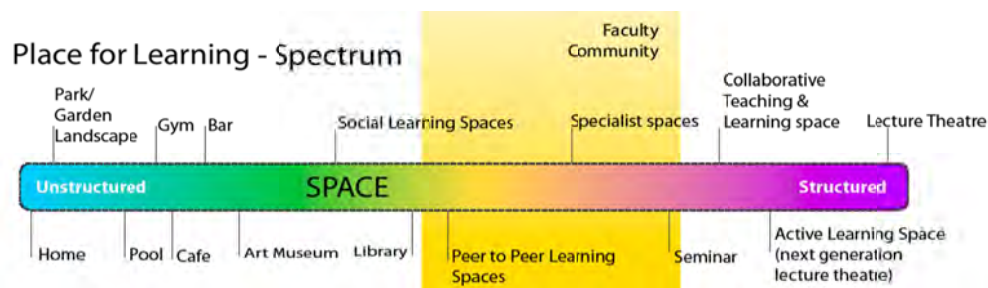 Place for Learning - Spectrum
Faculty
Community
Park/
Garden
Landscape
Gym
Bar
Social Learning Spaces
Specialist spaces
Collaborative
Teaching &
Learning space
Lecture Theatre
Unstructured
SPACE
Structured
Home
Pool
Cafe
Art Museum
Library
Peer to Peer Learning
Spaces
Seminar
Active Learning Space
(next generation
lecture theatre)